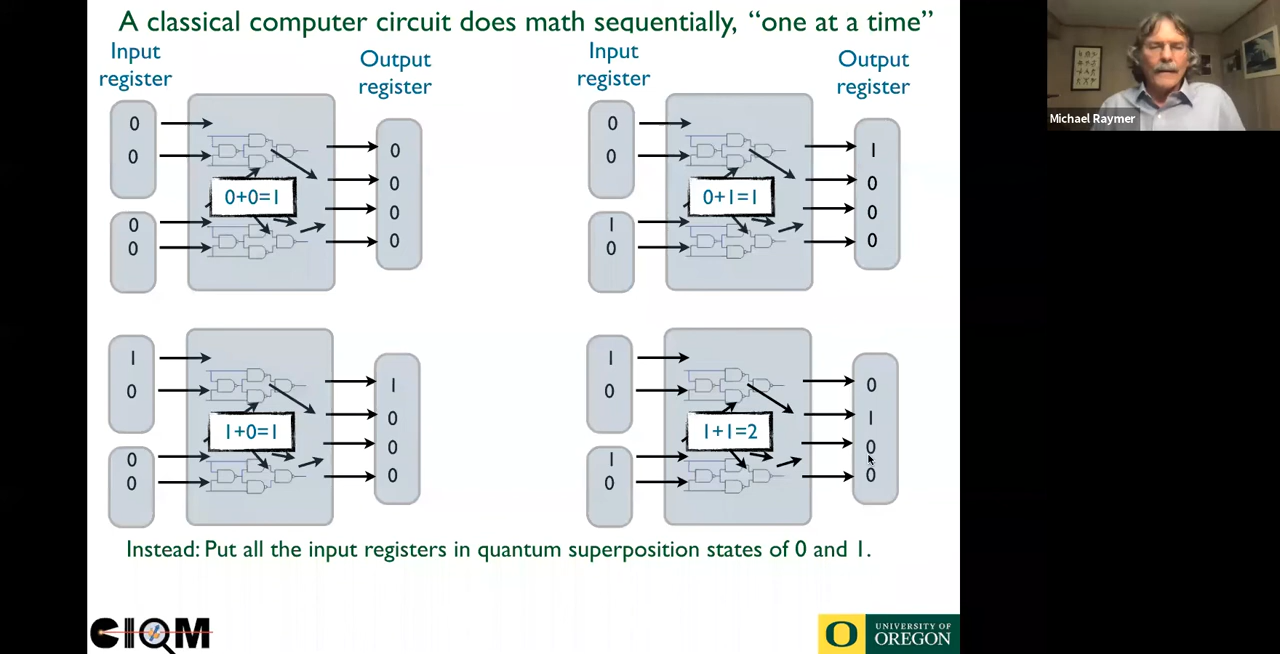 A classical computer circuit does math sequentially, “one at a time”
Input
register
Output
register
Input
register
Output
register
0
0
0
0
0+0=1
0
0
0
0
0
0
1
0
0+1=1
1
0
0
0
1
0
0
0
1+0=1
1
0
0
0
1
0
1
0
1+1=2
0
1
0
0
Instead: Put all the input registers in quantum superposition states of 0 and 1.
CIQM
O
UNIVERSITY OF
OREGON
Michael Raymer